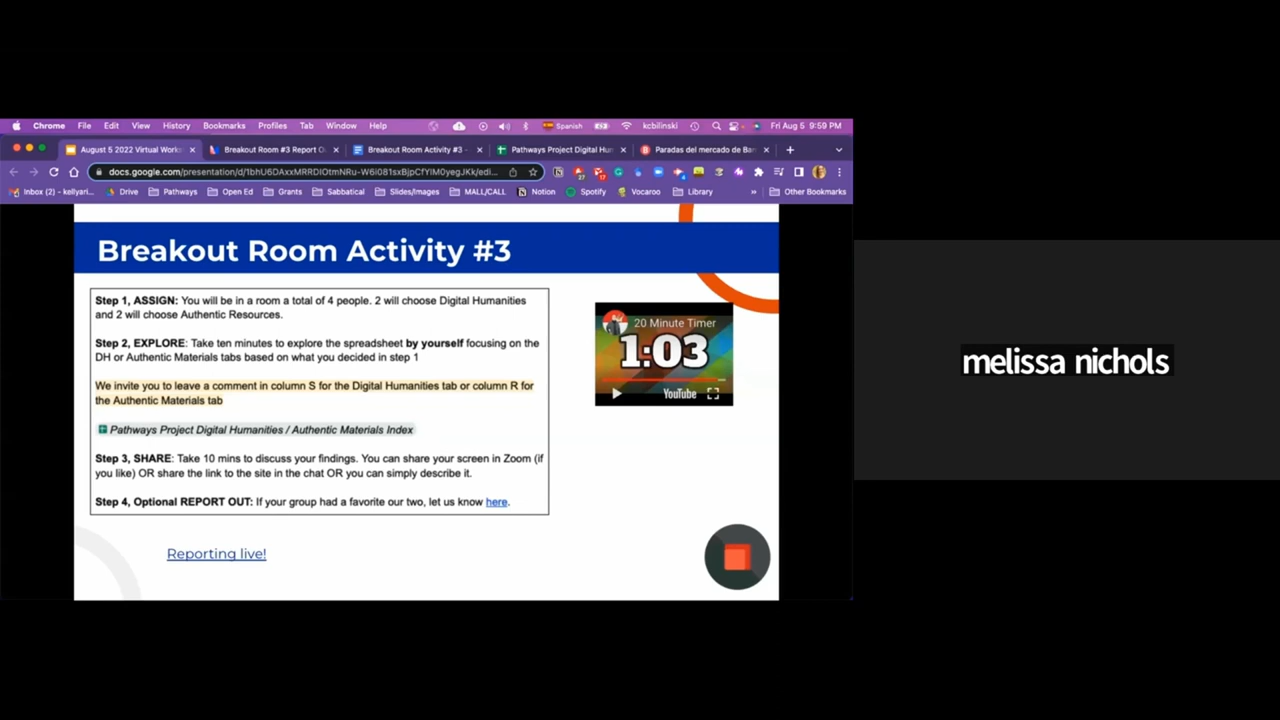 Chrome File Edit View History Bookmarks Profiles Tab Window Help Spanish kcbilinski Fri Aug 5 9:59 PM
August 5 2022 Virtual Work Breakout Room #3 Report O Breakout Room Activity #3 - Pathways Project Digital Hu Paradas del mercado de Ba
docs.google.com/presentation/d/
Inbox (2) - kellyari... Drive Pathways Open Ed Grants Sabbatical Slides/Images MALL/CALL Notion Spotify Vocaroo Library » Other Bookmarks
Breakout Room Activity #3
Step 1, ASSIGN: You will be in a room a total of 4 people. 2 will choose Digital Humanities
and 2 will choose Authentic Resources.
Step 2, EXPLORE: Take ten minutes to explore the spreadsheet by yourself focusing on the
DH or Authentic Materials tabs based on what you decided in step 1
We invite you to leave a comment in column S for the Digital Humanities tab or column R for
the Authentic Materials tab
Pathways Project Digital Humanities / Authentic Materials Index
Step 3, SHARE: Take 10 mins to discuss your findings. You can share your screen in Zoom (if
you like) OR share the link to the site in the chat OR you can simply describe it.
Step 4, Optional REPORT OUT: If your group had a favorite our two, let us know here.
Reporting live!
20 Minute Timer
1:03
YouTube
melissa nichols